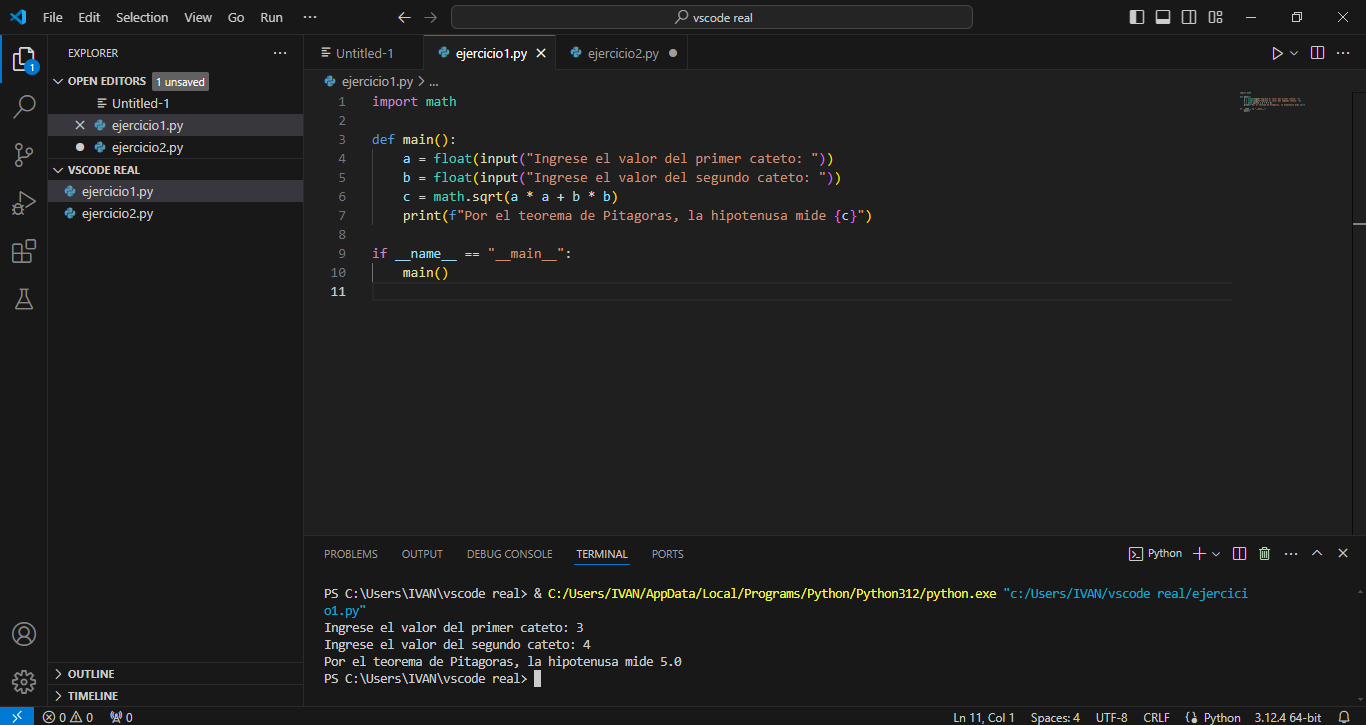 File Edit Selection View Go Run ··· vscode real
EXPLORER ···
OPEN EDITORS 1 unsaved
Untitled-1
ejercicio1.py
ejercicio2.py
VSCODE REAL
ejercicio1.py
ejercicio2.py
OUTLINE
TIMELINE
1
Untitled-1 ejercicio1.py ejercicio2.py
ejercicio1.py > ...
1 import math
2
3 def main():
4     a = float(input("Ingrese el valor del primer cateto: "))
5     b = float(input("Ingrese el valor del segundo cateto: "))
6     c = math.sqrt(a * a + b * b)
7     print(f"Por el teorema de Pitagoras, la hipotenusa mide {c}")
8
9 if __name__ == "__main__":
10     main()
11
PROBLEMS OUTPUT DEBUG CONSOLE TERMINAL PORTS Python
PS C:\Users\IVAN\vscode real> & C:/Users/IVAN/AppData/Local/Programs/Python/Python312/python.exe "c:/Users/IVAN/vscode real/ejercici
o1.py"
Ingrese el valor del primer cateto: 3
Ingrese el valor del segundo cateto: 4
Por el teorema de Pitagoras, la hipotenusa mide 5.0
PS C:\Users\IVAN\vscode real>
0 0 0 Ln 11, Col 1 Spaces: 4 UTF-8 CRLF Python 3.12.4 64-bit